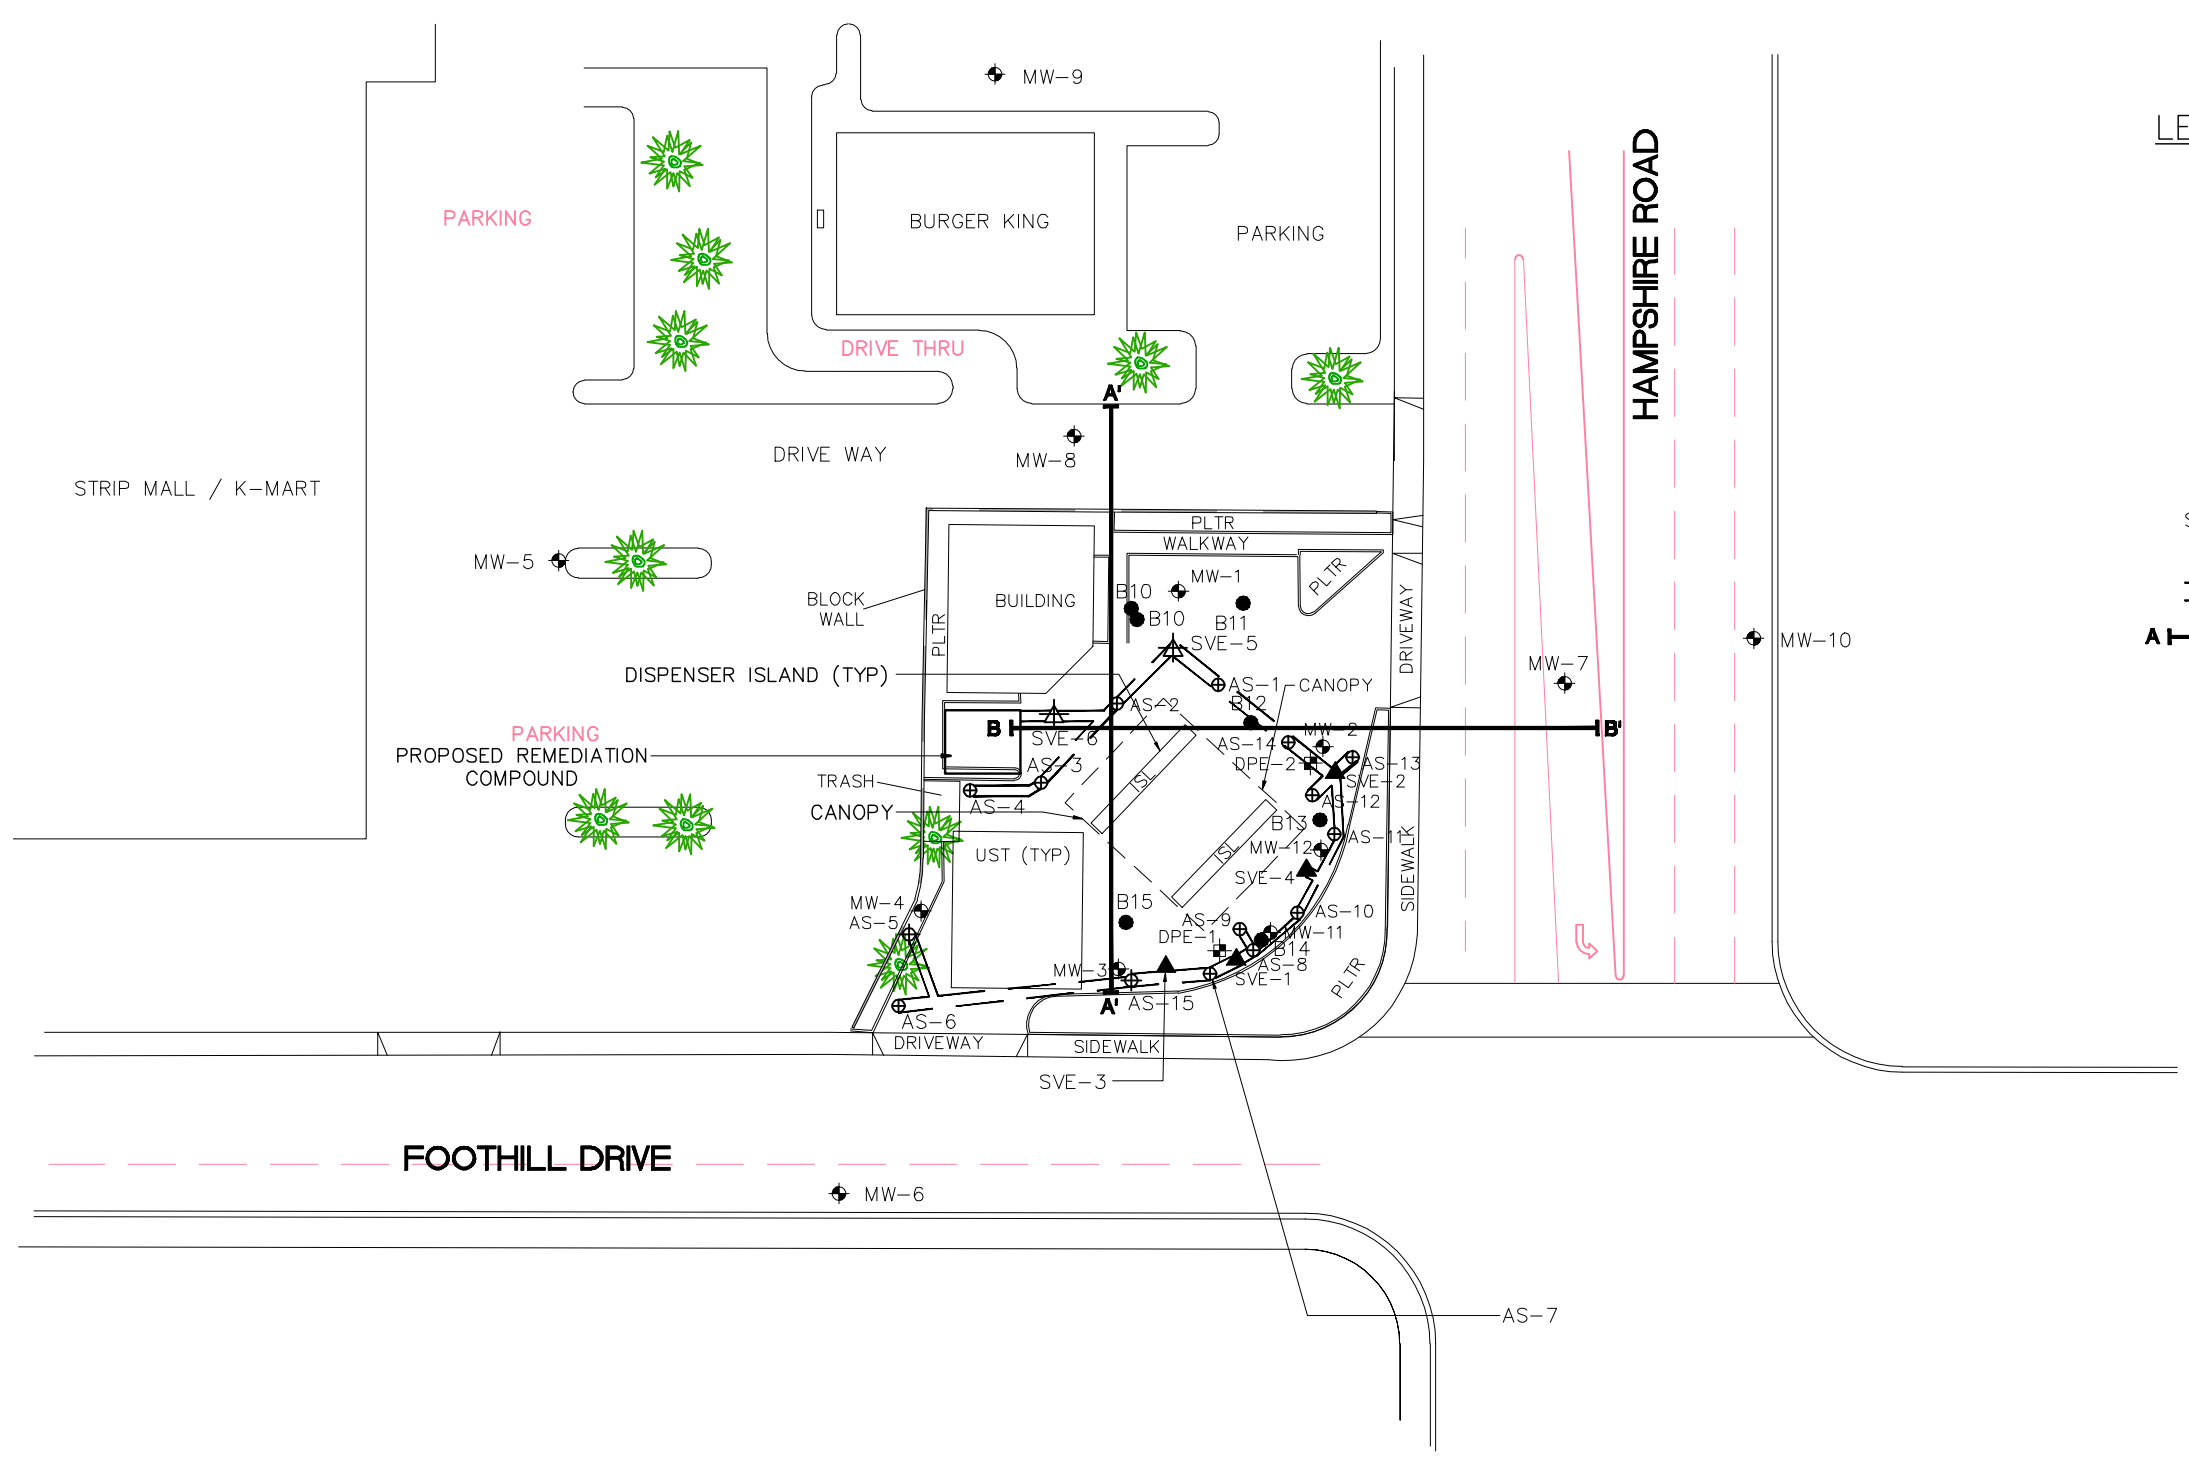 MW-9
LE
PARKING
BURGER KING
PARKING
HAMPSHIRE ROAD
DRIVE THRU
A'
DRIVE WAY
MW-8
STRIP MALL / K-MART
PLTR
WALKWAY
MW-5
MW-1
PLTR
BLOCK
WALL
BUILDING
B10
B10
B11
PLTR
DRIVEWAY
A
SVE-5
MW-10
MW-7
DISPENSER ISLAND (TYP)
AS-1
CANOPY
AS-2
B12
B
B'
PARKING
SVE-6
MW-2
AS-14
PROPOSED REMEDIATION
COMPOUND
AS-3
DPE-2
AS-13
TRASH
ISL
SVE-2
AS-4
AS-12
CANOPY
B13
AS-11
UST (TYP)
ISL
MW-12
SIDEWALK
SVE-4
MW-4
B15
AS-9
AS-10
AS-5
DPE-1
MW-11
B14
MW-3
AS-8
SVE-1
PLTR
A'
AS-15
AS-6
DRIVEWAY
SIDEWALK
SVE-3
FOOTHILL DRIVE
MW-6
AS-7